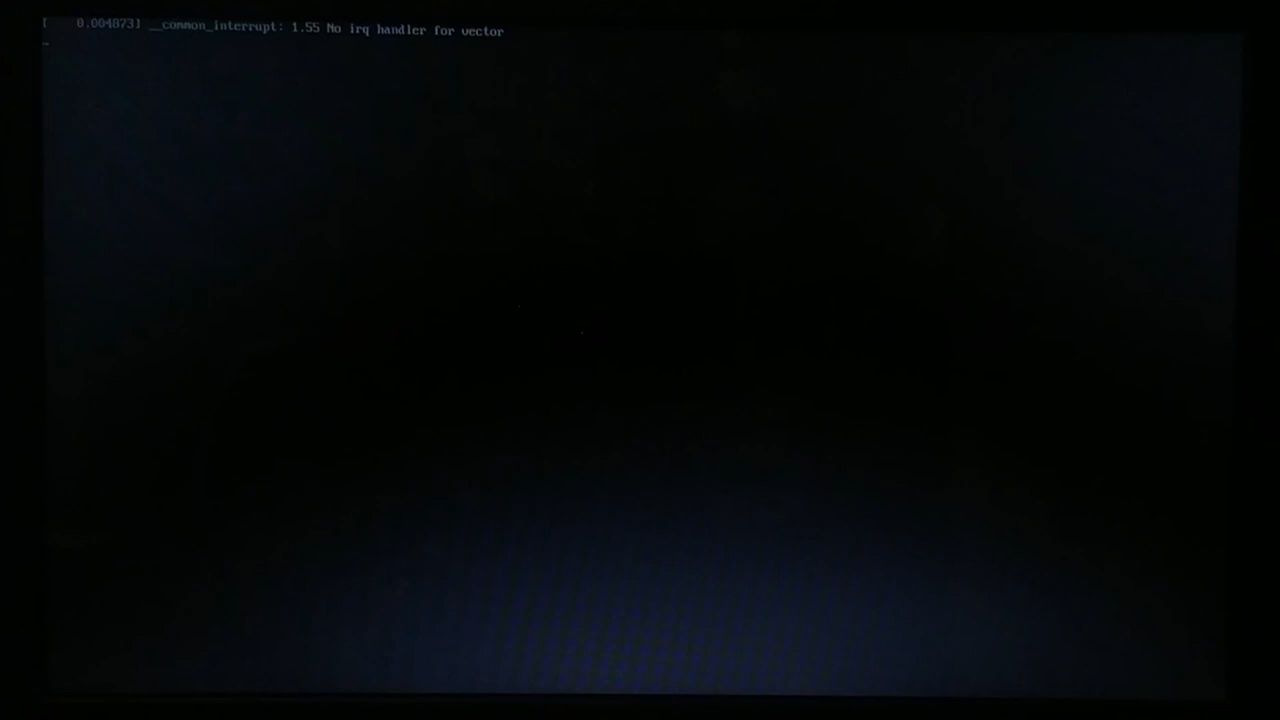 [    0.004873] __common_interrupt: 1.55 No irq handler for vector
_